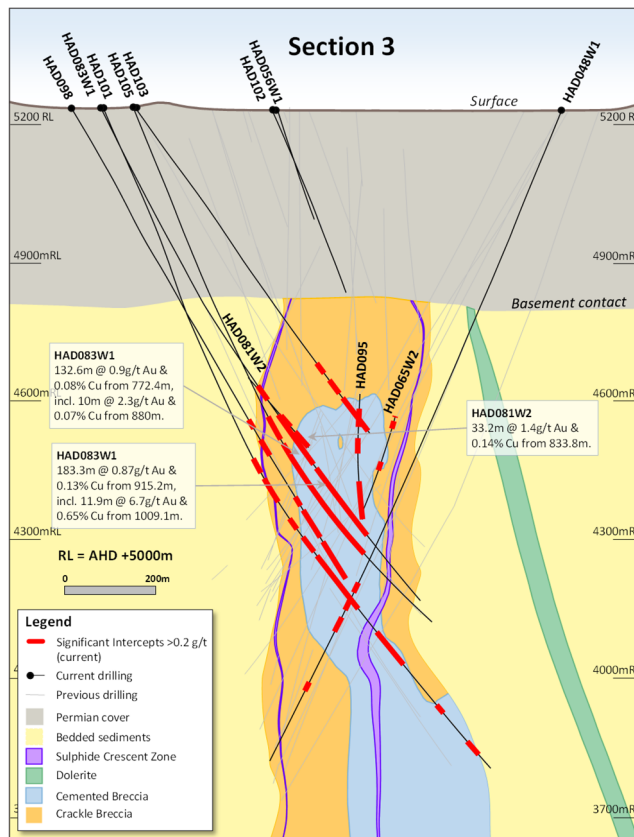 Section 3
HAD098
HAD083W1
HAD101
HAD105
HAD103
HAD102
HAD056W1
HAD048W1
Surface
5200 RL
5200 mRL
4900mRL
4900mRL
Basement contact
HAD081W2
HAD095
HAD065W2
HAD083W1
132.6m @ 0.9g/t Au &
0.08% Cu from 772.4m,
incl. 10m @ 2.3g/t Au &
0.07% Cu from 880m.
4600mRL
4600mRL
HAD081W2
33.2m @ 1.4g/t Au &
0.14% Cu from 833.8m.
HAD083W1
183.3m @ 0.87g/t Au &
0.13% Cu from 915.2m,
incl. 11.9m @ 6.7g/t Au &
0.65% Cu from 1009.1m.
4300mRL
4300mRL
RL = AHD +5000m
0
200m
Legend
Significant Intercepts >0.2 g/t
(current)
Current drilling
Previous drilling
Permian cover
Bedded sediments
Sulphide Crescent Zone
Dolerite
Cemented Breccia
Crackle Breccia
4000mRL
3700mRL